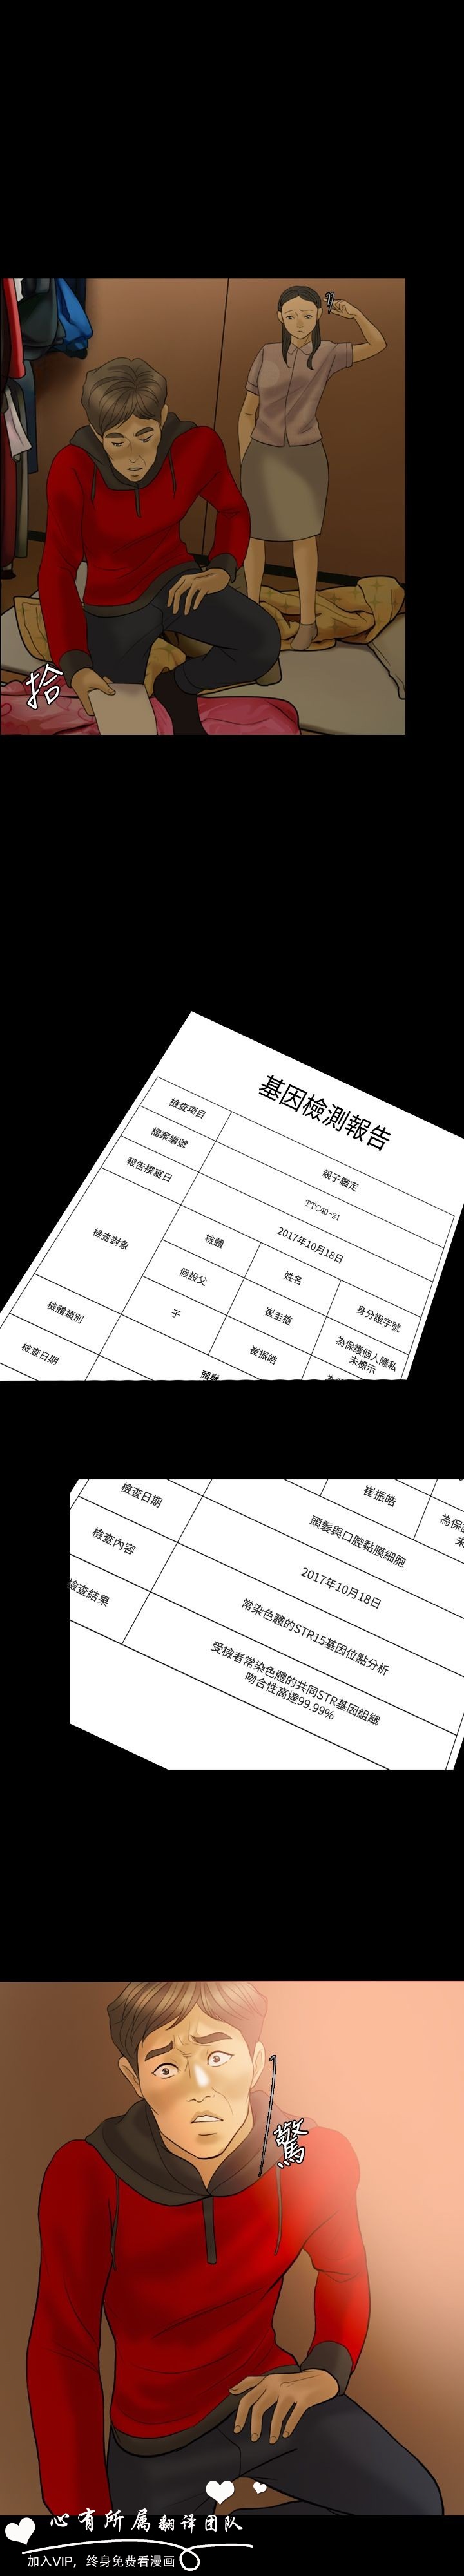 拾
基因檢測報告
檢查項目
親子鑑定
檔案編號
TTC40-21
報告撰寫日
2017年10月18日
檢查對象
檢體
姓名
身分證字號
假設父
崔圭植
為保護個人隱私
未標示
子
崔振皓
檢體類別
頭髮
檢查日期
崔振皓
檢查日期
頭髮與口腔黏膜細胞
2017年10月18日
檢查內容
常染色體的STR15基因位點分析
檢查結果
受檢者常染色體的共同STR基因組織
吻合性高達99.99%
驚
心有所属翻译团队
加入VIP，终身免费看漫画